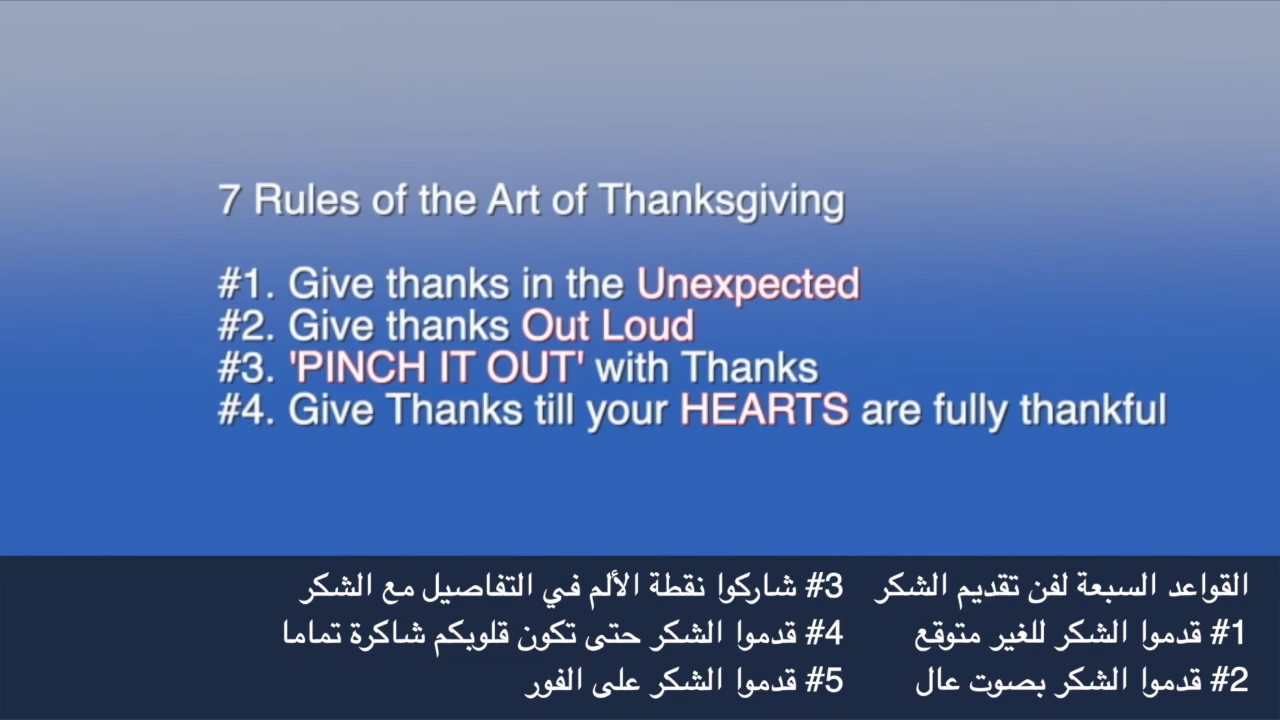 7 Rules of the Art of Thanksgiving
#1. Give thanks in the Unexpected
#2. Give thanks Out Loud
#3. 'PINCH IT OUT' with Thanks
#4. Give Thanks till your HEARTS are fully thankful
القواعد السبعة لفن تقديم الشكر
#1 قدموا الشكر للغير متوقع
#2 قدموا الشكر بصوت عال
#3 شاركوا نقطة الألم في التفاصيل مع الشكر
#4 قدموا الشكر حتى تكون قلوبكم شاكرة تماما
#5 قدموا الشكر على الفور